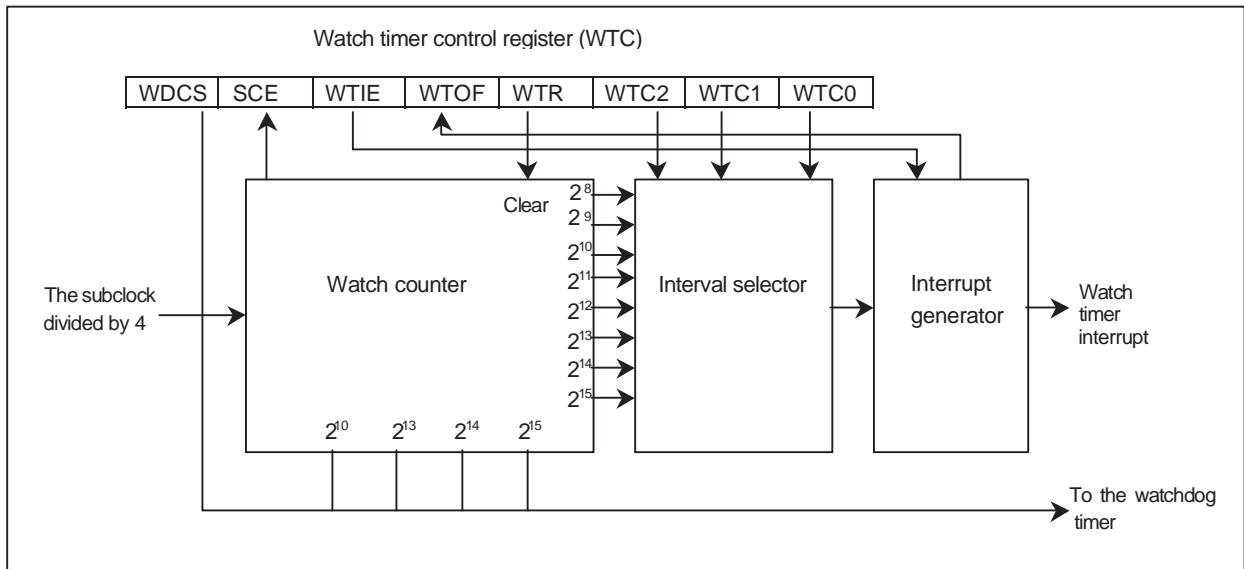 Watch timer control register (WTC)
WDCS SCE WTIE WTOF WTR WTC2 WTC1 WTC0
Clear
2⁸
2⁹
2¹⁰
2¹¹
2¹²
2¹³
2¹⁴
2¹⁵
Watch counter
Interval selector
Interrupt
generator
The subclock
divided by 4
Watch
timer
interrupt
2¹⁰ 2¹³ 2¹⁴ 2¹⁵
To the watchdog
timer